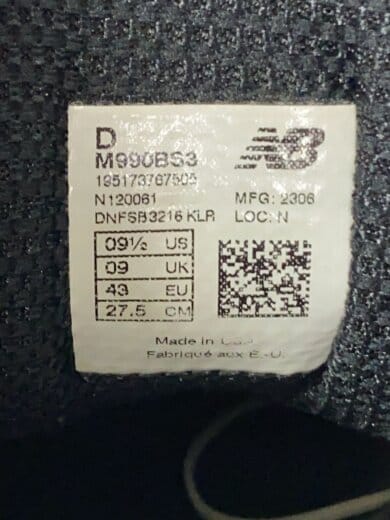 D
M990BS3
195173767505
N120061 MFG: 2306
DNFSB3216 KLR LOC: N
09½ US
09 UK
43 EU
27.5 CM
Made in
Fabriqué aux É.-U.